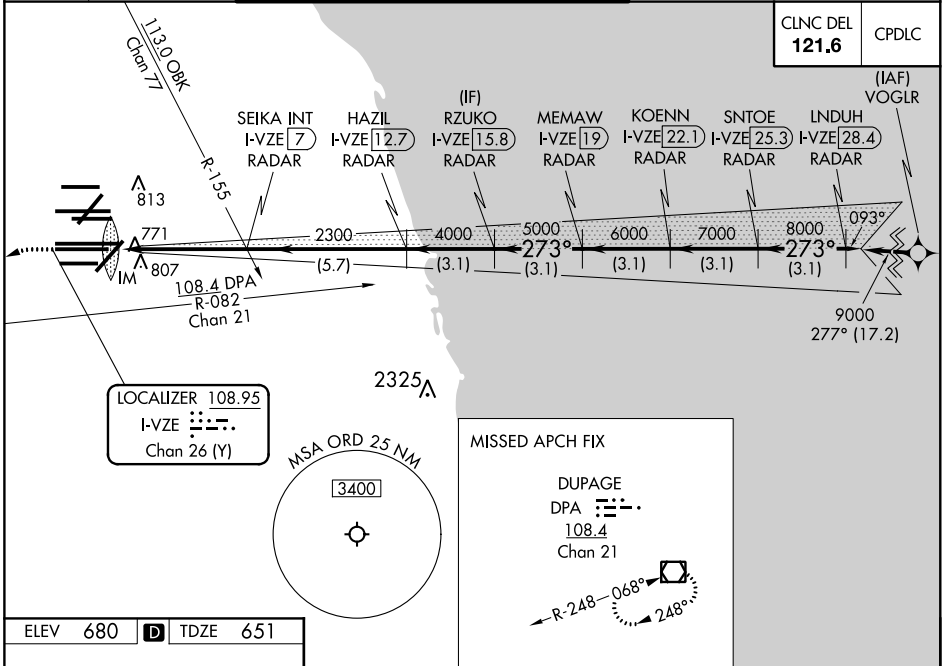 CLNC DEL
121.6
CPDLC
113.0 OBK
Chan 77
R-155
(IAF)
VOGLR
SEIKA INT
I-VZE 7
RADAR
HAZIL
I-VZE 12.7
RADAR
(IF)
RZUKO
I-VZE 15.8
RADAR
MEMAW
I-VZE 19
RADAR
KOENN
I-VZE 22.1
RADAR
SNTOE
I-VZE 25.3
RADAR
LNDUH
I-VZE 28.4
RADAR
813
771
807
IM
2300
4000
5000
6000
7000
8000
093°
273°
273°
(5.7)
(3.1)
(3.1)
(3.1)
(3.1)
(3.1)
9000
277° (17.2)
108.4 DPA
R-082
Chan 21
2325
LOCALIZER 108.95
I-VZE
Chan 26 (Y)
MSA ORD 25 NM
3400
MISSED APCH FIX
DUPAGE
DPA
108.4
Chan 21
R-248
068°
248°
ELEV 680 D TDZE 651